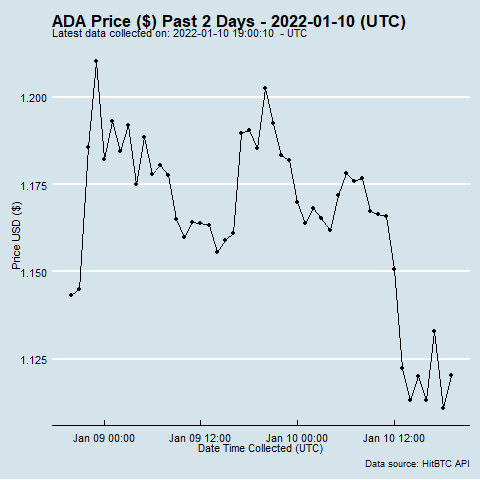 ADA Price ($) Past 2 Days - 2022-01-10 (UTC)
Latest data collected on: 2022-01-10 19:00:10  - UTC
1.200
1.175
1.150
1.125
Price USD ($)
Jan 09 00:00
Jan 09 12:00
Jan 10 00:00
Jan 10 12:00
Date Time Collected (UTC)
Data source: HitBTC API